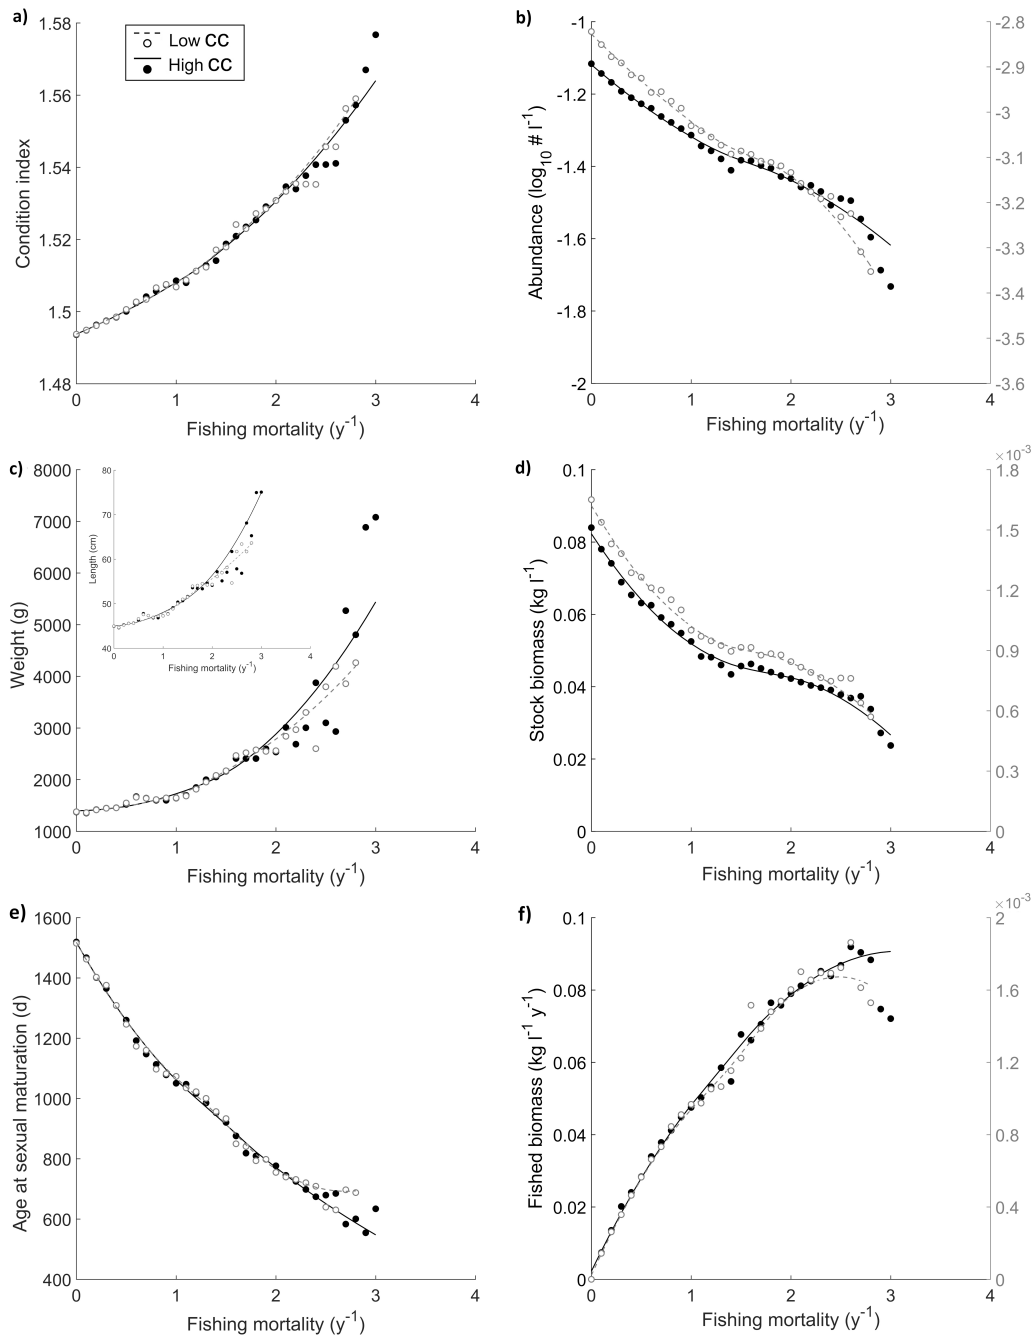 a)
1.58
1.56
1.54
1.52
1.5
1.48
0 1 2 3 4
Condition index
Fishing mortality (y⁻¹)
Low CC
High CC
b)
-1
-1.2
-1.4
-1.6
-1.8
-2
-2.8
-2.9
-3
-3.1
-3.2
-3.3
-3.4
-3.5
-3.6
0 1 2 3 4
Abundance (log₁₀ # l⁻¹)
Fishing mortality (y⁻¹)
c)
8000
7000
6000
5000
4000
3000
2000
1000
0 1 2 3 4
Weight (g)
Fishing mortality (y⁻¹)
80
70
60
50
40
0 1 2 3 4
Length (cm)
Fishing mortality (y⁻¹)
d)
0.1
0.08
0.06
0.04
0.02
0
×10⁻³
1.8
1.5
1.2
0.9
0.6
0.3
0
0 1 2 3 4
Stock biomass (kg l⁻¹)
Fishing mortality (y⁻¹)
e)
1600
1400
1200
1000
800
600
400
0 1 2 3 4
Age at sexual maturation (d)
Fishing mortality (y⁻¹)
f)
0.1
0.08
0.06
0.04
0.02
0
×10⁻³
2
1.6
1.2
0.8
0.4
0
0 1 2 3 4
Fished biomass (kg l⁻¹ y⁻¹)
Fishing mortality (y⁻¹)